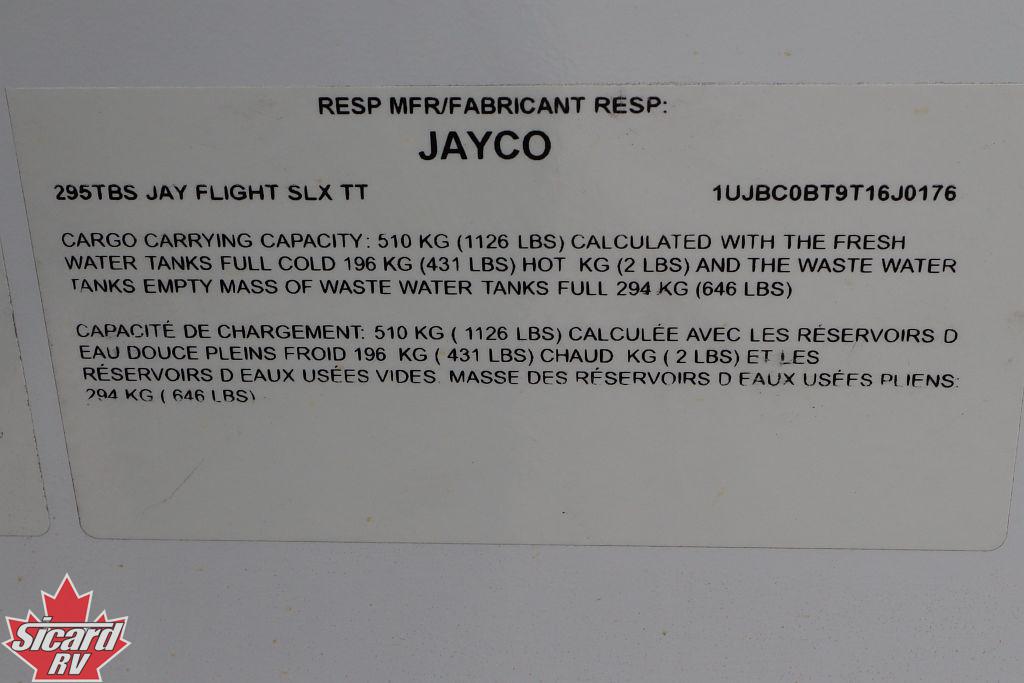 RESP MFR/FABRICANT RESP:
JAYCO
295TBS JAY FLIGHT SLX TT 1UJBC0BT9T16J0176
CARGO CARRYING CAPACITY: 510 KG (1126 LBS) CALCULATED WITH THE FRESH
WATER TANKS FULL COLD 196 KG (431 LBS) HOT KG (2 LBS) AND THE WASTE WATER
TANKS EMPTY MASS OF WASTE WATER TANKS FULL 294 KG (646 LBS)
CAPACITÉ DE CHARGEMENT: 510 KG ( 1126 LBS) CALCULÉE AVEC LES RÉSERVOIRS D
EAU DOUCE PLEINS FROID 196 KG ( 431 LBS) CHAUD KG ( 2 LBS) ET LES
RÉSERVOIRS D EAUX USÉES VIDES. MASSE DES RÉSERVOIRS D EAUX USÉES PLIENS:
294 KG ( 646 LBS)
Sicard
RV